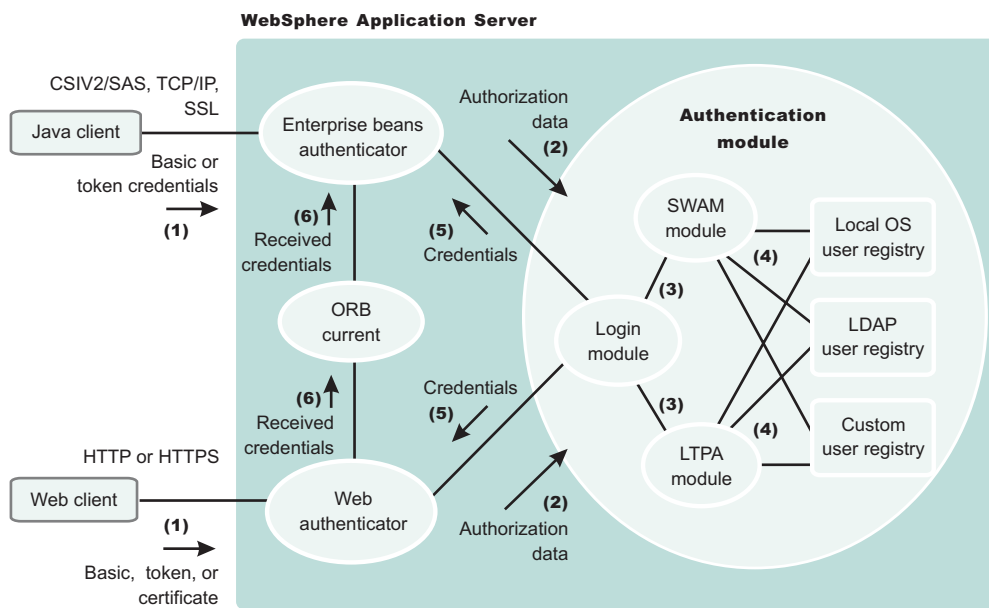 WebSphere Application Server
CSIV2/SAS, TCP/IP,
SSL
Java client
Basic or
token credentials
(1)
Enterprise beans
authenticator
Authorization
data
(2)
Authentication
module
(6)
Received
credentials
(5)
Credentials
SWAM
module
Local OS
user registry
(4)
(3)
ORB
current
Login
module
LDAP
user registry
(6)
Received
credentials
Credentials
(5)
(3)
(4)
Custom
user registry
LTPA
module
HTTP or HTTPS
Web client
(1)
Basic, token, or
certificate
Web
authenticator
(2)
Authorization
data